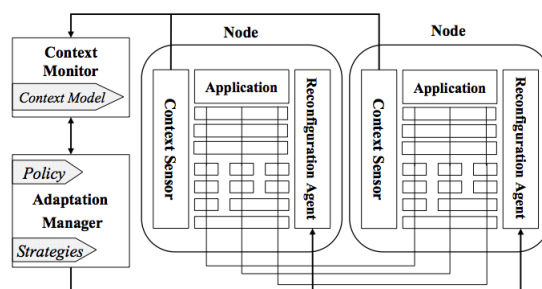 Context
Monitor
Context Model
Policy
Adaptation
Manager
Strategies
Node
Context Sensor
Application
Reconfiguration Agent
Node
Context Sensor
Application
Reconfiguration Agent